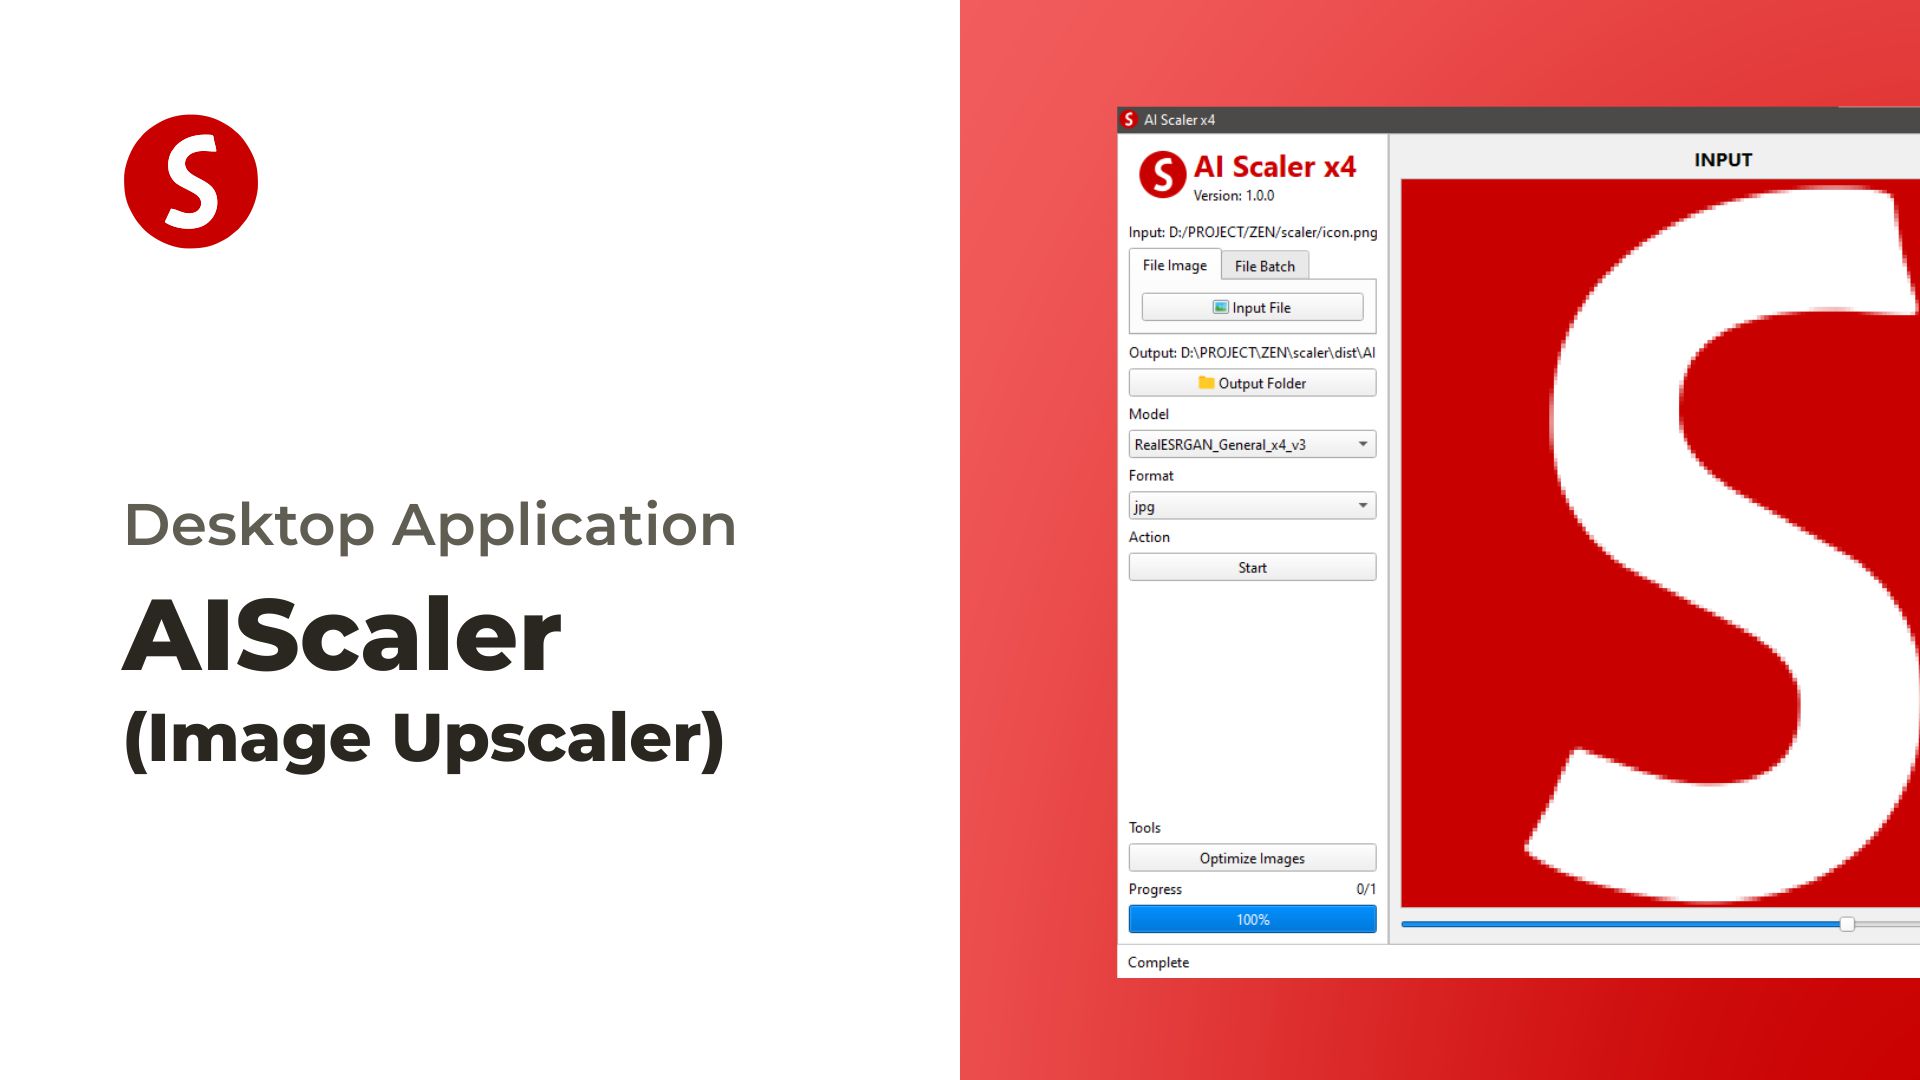 S
Desktop Application
AIScaler
(Image Upscaler)
S AI Scaler x4
S AI Scaler x4
Version: 1.0.0
Input: D:/PROJECT/ZEN/scaler/icon.png
File Image File Batch
Input File
Output: D:\PROJECT\ZEN\scaler\dist\AI
Output Folder
Model
RealESRGAN_General_x4_v3
Format
jpg
Action
Start
Tools
Optimize Images
Progress 0/1
100%
Complete
INPUT
S